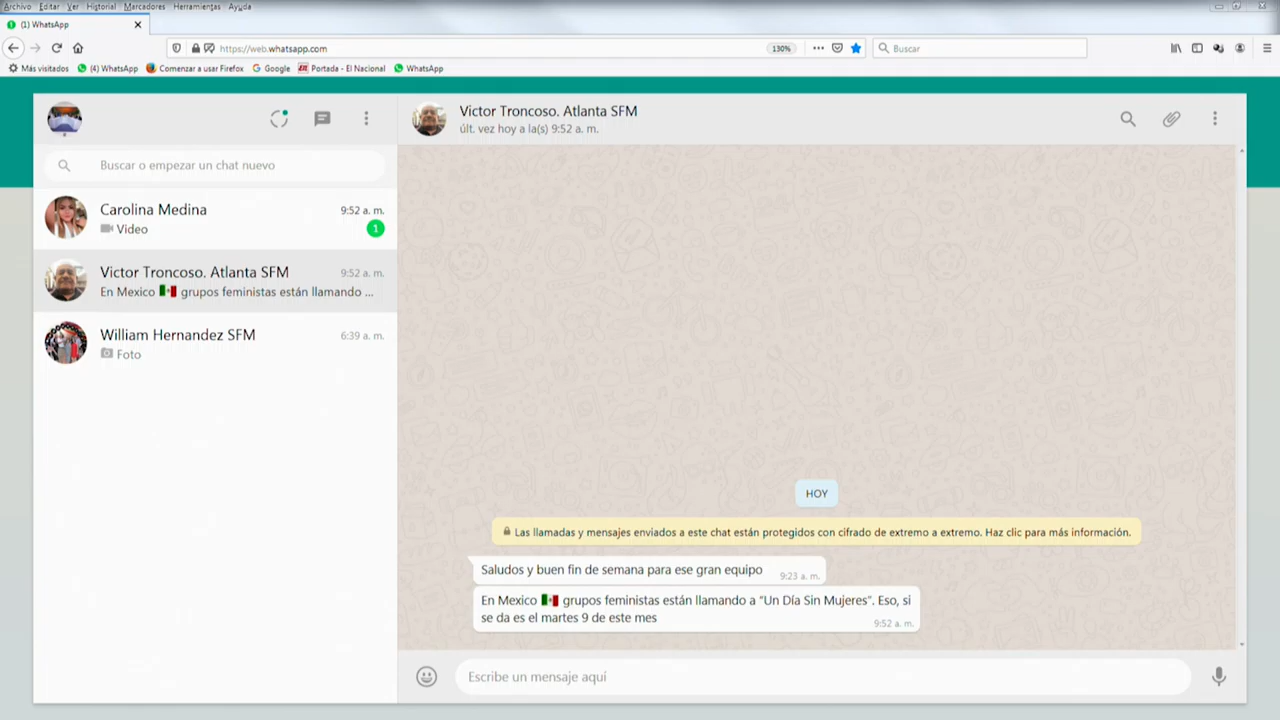 Archivo Editar Ver Historial Marcadores Herramientas Ayuda
(1) WhatsApp
https://web.whatsapp.com
130%
Buscar
Más visitados
(4) WhatsApp
Comenzar a usar Firefox
Google
Portada - El Nacional
WhatsApp
Buscar o empezar un chat nuevo
Carolina Medina
9:52 a. m.
Video
1
Victor Troncoso. Atlanta SFM
9:52 a. m.
En Mexico 🇲🇽 grupos feministas están llamando ...
William Hernandez SFM
6:39 a. m.
Foto
Victor Troncoso. Atlanta SFM
últ. vez hoy a la(s) 9:52 a. m.
HOY
Las llamadas y mensajes enviados a este chat están protegidos con cifrado de extremo a extremo. Haz clic para más información.
Saludos y buen fin de semana para ese gran equipo
9:23 a. m.
En Mexico 🇲🇽 grupos feministas están llamando a “Un Día Sin Mujeres”. Eso, si
se da es el martes 9 de este mes
9:52 a. m.
Escribe un mensaje aquí